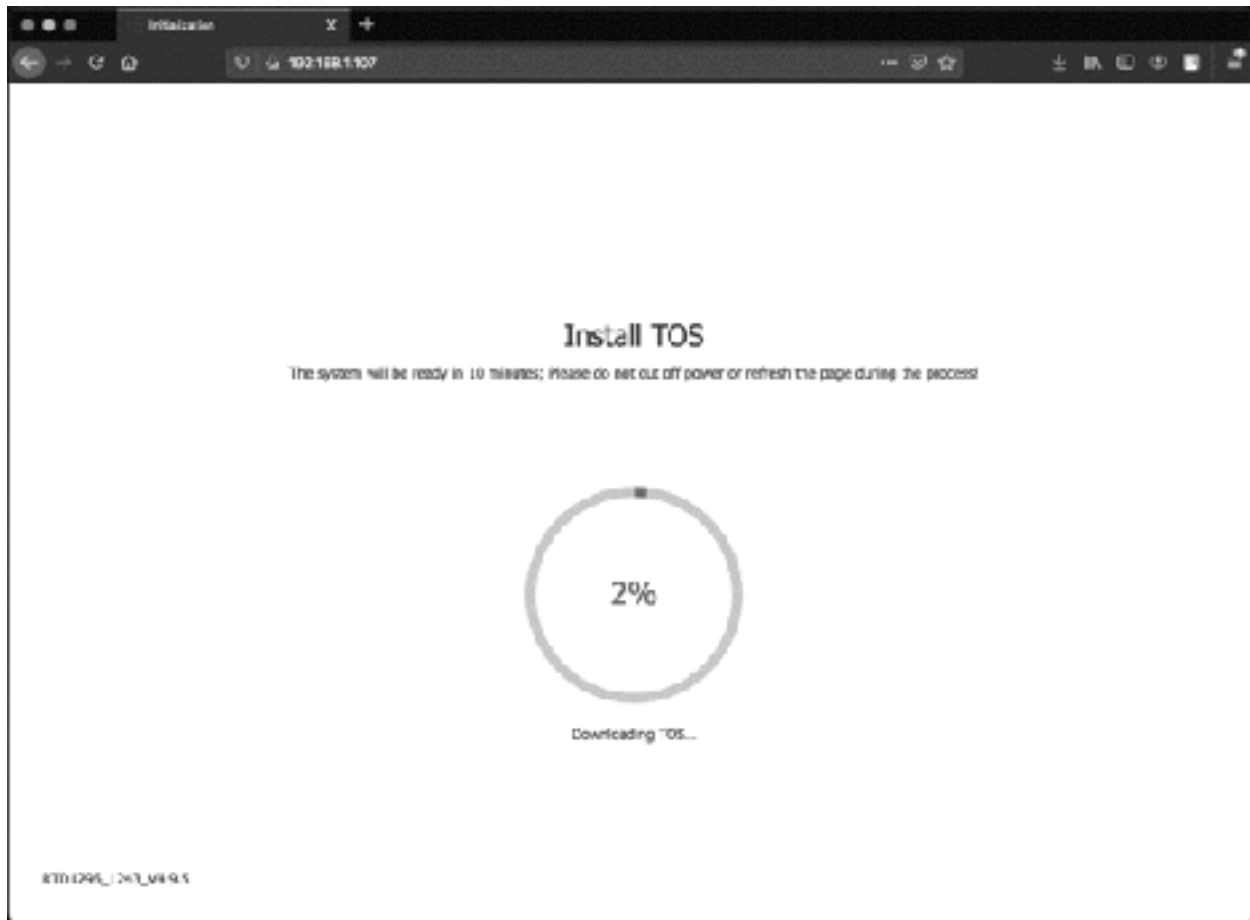 Initialization
192.168.1.107
Install TOS
The system will be ready in 10 minutes; Please do not cut off power or refresh the page during the process!
2%
Downloading TOS...